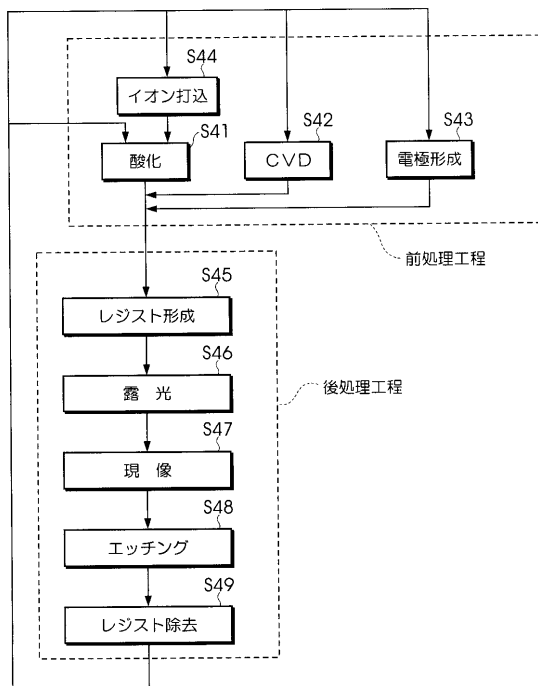 S44
イオン打込
S41
酸化
S42
CVD
S43
電極形成
前処理工程
S45
レジスト形成
S46
露 光
後処理工程
S47
現 像
S48
エッチング
S49
レジスト除去